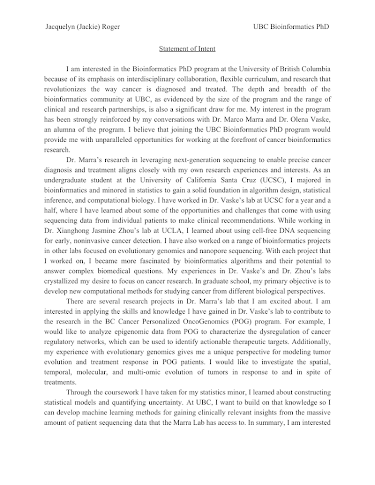 Jacquelyn (Jackie) Roger UBC Bioinformatics PhD
Statement of Intent
I am interested in the Bioinformatics PhD program at the University of British Columbia
because of its emphasis on interdisciplinary collaboration, flexible curriculum, and research that
revolutionizes the way cancer is diagnosed and treated. The depth and breadth of the
bioinformatics community at UBC, as evidenced by the size of the program and the range of
clinical and research partnerships, is also a significant draw for me. My interest in the program
has been strongly reinforced by my conversations with Dr. Marco Marra and Dr. Olena Vaske,
an alumna of the program. I believe that joining the UBC Bioinformatics PhD program would
provide me with unparalleled opportunities for working at the forefront of cancer bioinformatics
research.
Dr. Marra's research in leveraging next-generation sequencing to enable precise cancer
diagnosis and treatment aligns closely with my own research experiences and interests. As an
undergraduate student at the University of California Santa Cruz (UCSC), I majored in
bioinformatics and minored in statistics to gain a solid foundation in algorithm design, statistical
inference, and computational biology. I have worked in Dr. Vaske's lab at UCSC for a year and a
half, where I have learned about some of the opportunities and challenges that come with using
sequencing data from individual patients to make clinical recommendations. While working in
Dr. Xianghong Jasmine Zhou's lab at UCLA, I learned about using cell-free DNA sequencing
for early, noninvasive cancer detection. I have also worked on a range of bioinformatics projects
in other labs focused on evolutionary genomics and nanopore sequencing. With each project that
I worked on, I became more fascinated by bioinformatics algorithms and their potential to
answer complex biomedical questions. My experiences in Dr. Vaske's and Dr. Zhou's labs
crystallized my desire to focus on cancer research. In graduate school, my primary objective is to
develop new computational methods for studying cancer from different biological perspectives.
There are several research projects in Dr. Marra's lab that I am excited about. I am
interested in applying the skills and knowledge I have gained in Dr. Vaske's lab to contribute to
the research in the BC Cancer Personalized OncoGenomics (POG) program. For example, I
would like to analyze epigenomic data from POG to characterize the dysregulation of cancer
regulatory networks, which can be used to identify actionable therapeutic targets. Additionally,
my experience with evolutionary genomics gives me a unique perspective for modeling tumor
evolution and treatment response in POG patients. I would like to investigate the spatial,
temporal, molecular, and multi-omic evolution of tumors in response to and in spite of
treatments.
Through the coursework I have taken for my statistics minor, I learned about constructing
statistical models and quantifying uncertainty. At UBC, I want to build on that knowledge so I
can develop machine learning methods for gaining clinically relevant insights from the massive
amount of patient sequencing data that the Marra Lab has access to. In summary, I am interested